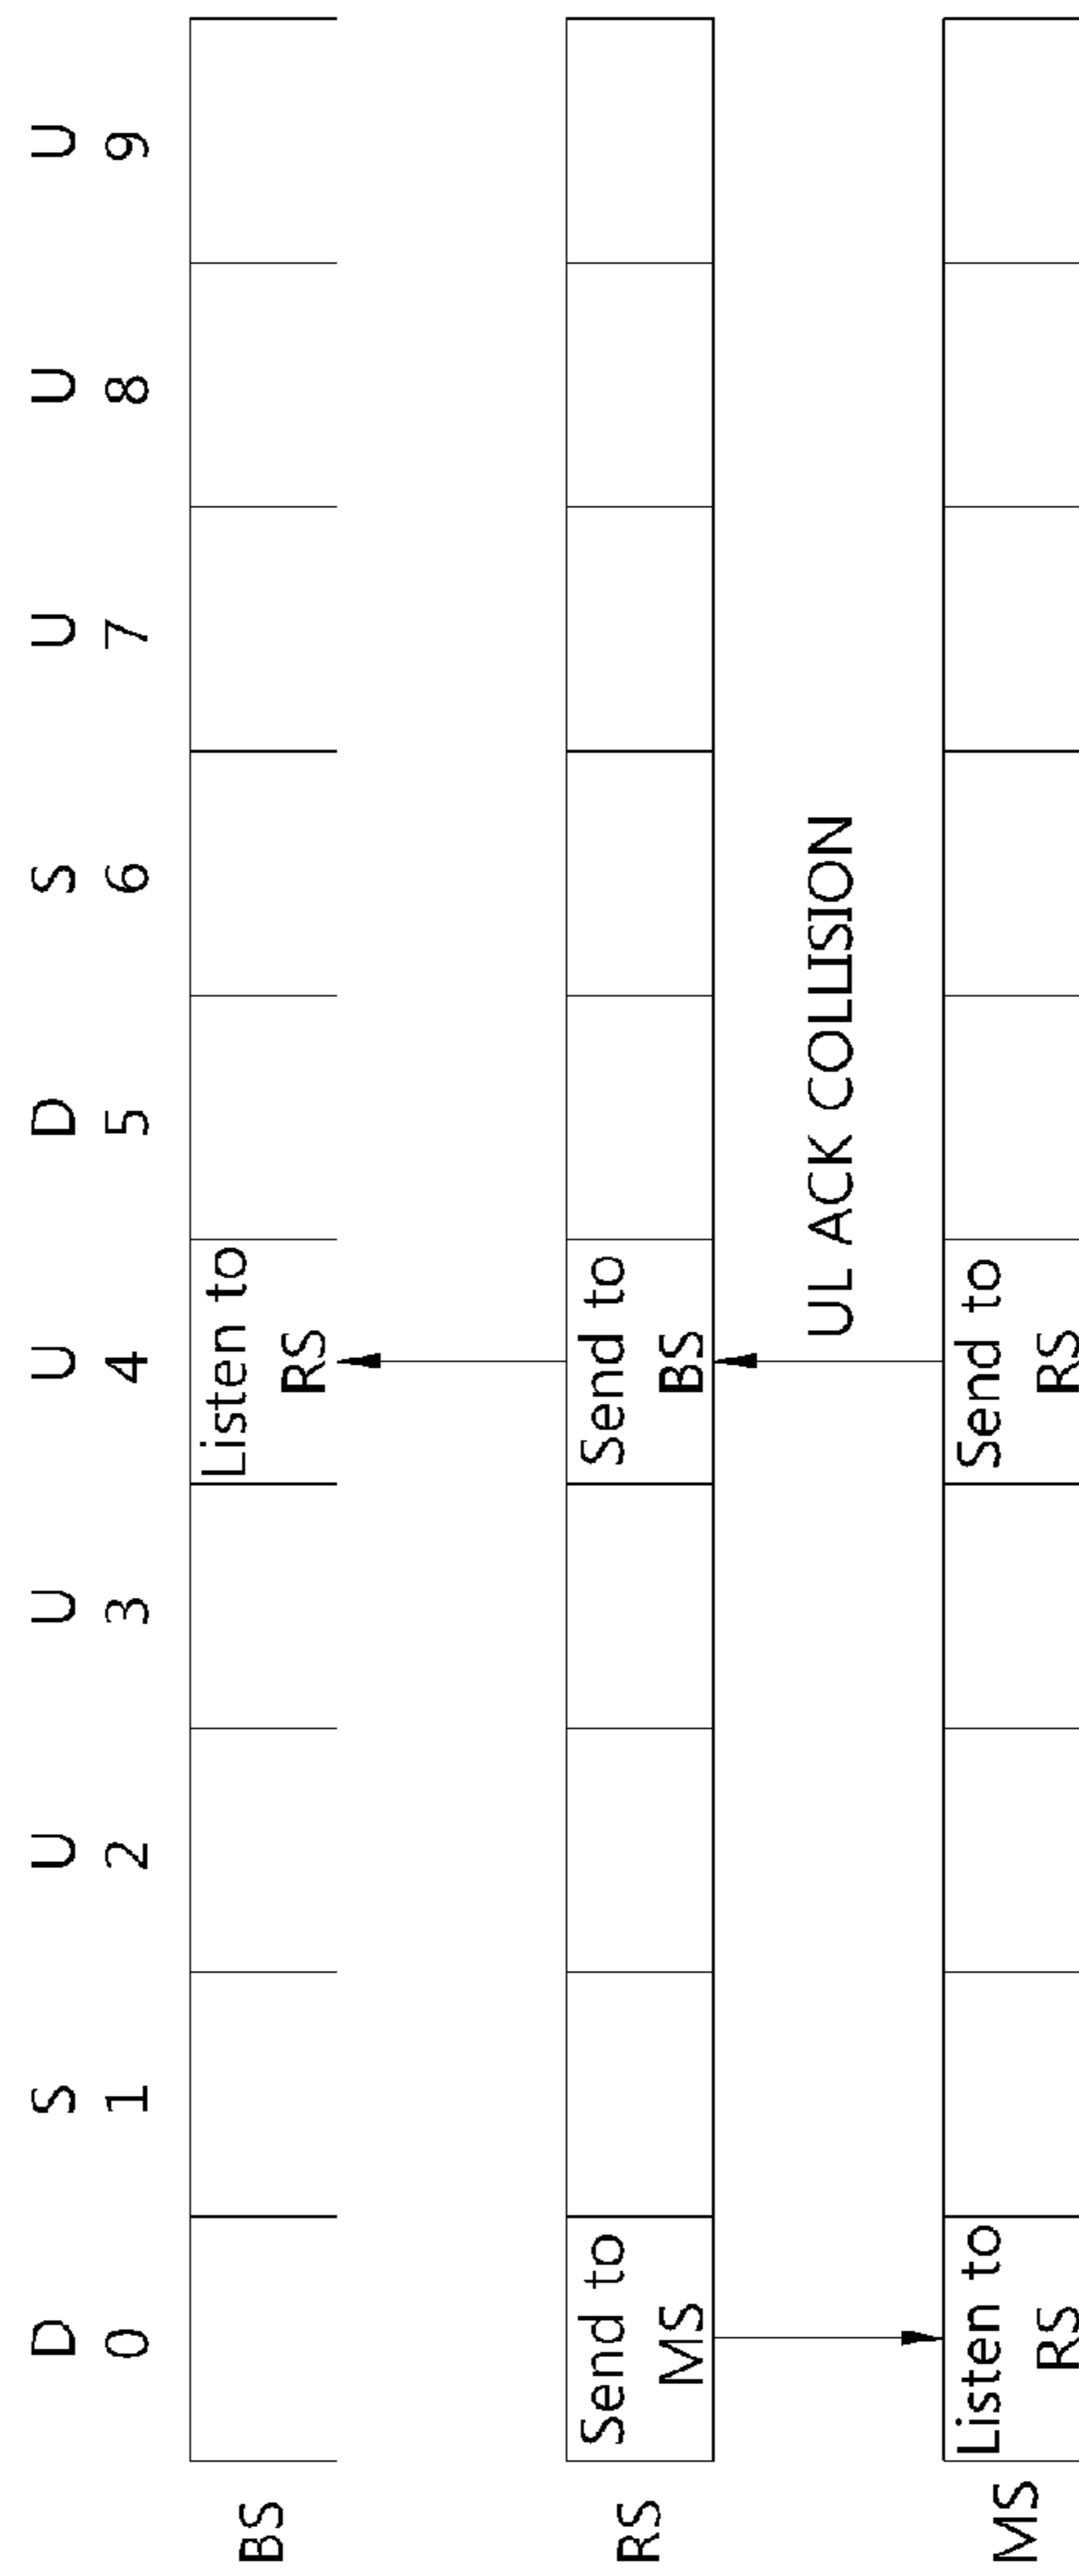 D S U U U D S U U U
0 1 2 3 4 5 6 7 8 9
BS
Listen to
RS
RS
Send to
MS
Send to
BS
UL ACK COLLISION
MS
Listen to
RS
Send to
RS